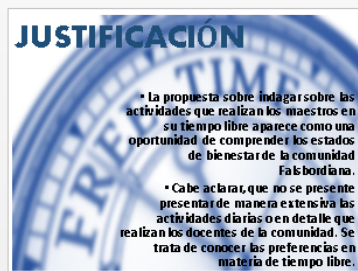 JUSTIFICACIÓN
FREE TIME
▪ La propuesta sobre indagar sobre las
actividades que realizan los maestros en
su tiempo libre aparece como una
oportunidad de comprender los estados
de bienestar de la comunidad
Falsbordiana.
▪ Cabe aclarar, que no se presente
presentar de manera extensiva las
actividades diarias o en detalle que
realizan los docentes de la comunidad. Se
trata de conocer las preferencias en
materia de tiempo libre.